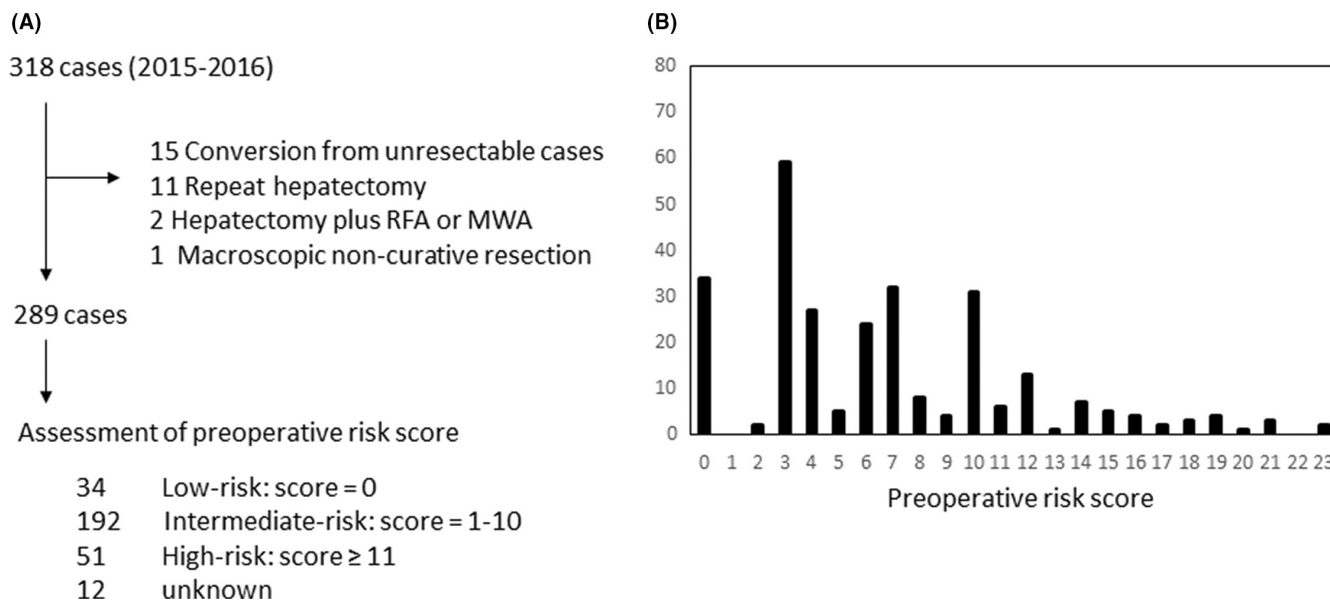 (A)
318 cases (2015-2016)
15 Conversion from unresectable cases
11 Repeat hepatectomy
2 Hepatectomy plus RFA or MWA
1 Macroscopic non-curative resection
289 cases
Assessment of preoperative risk score
34 Low-risk: score = 0
192 Intermediate-risk: score = 1-10
51 High-risk: score ≥ 11
12 unknown
(B)
80
70
60
50
40
30
20
10
0
0 1 2 3 4 5 6 7 8 9 10 11 12 13 14 15 16 17 18 19 20 21 22 23
Preoperative risk score